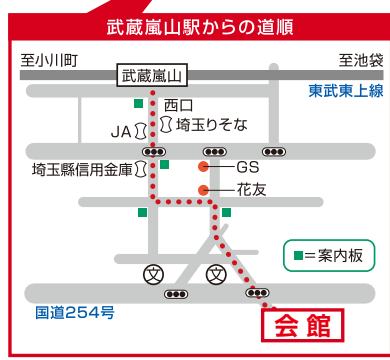 武蔵嵐山駅からの道順
至小川町
至池袋
武蔵嵐山
東武東上線
西口
JA
埼玉りそな
埼玉縣信用金庫
GS
花友
■=案内板
文
文
国道254号
会館